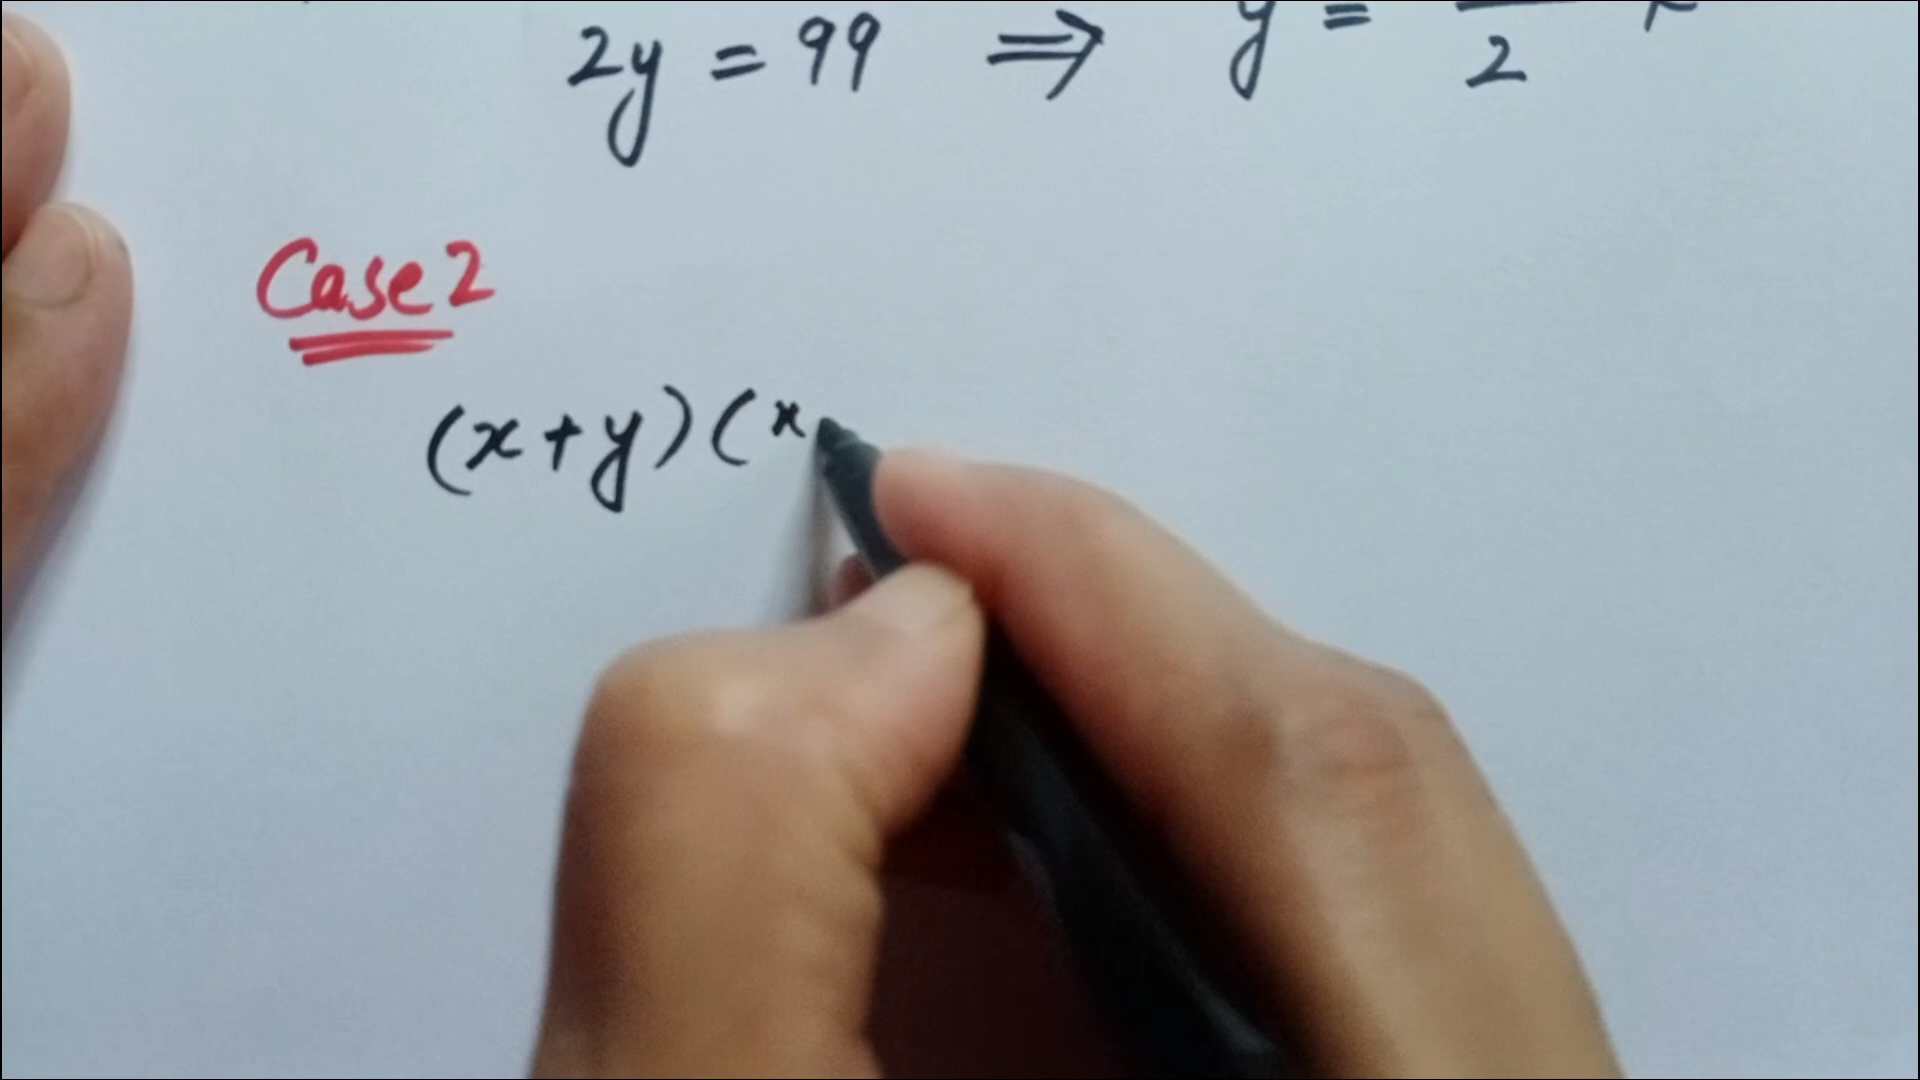 2y = 99 ⇒ y = /2
Case 2
(x+y)(x